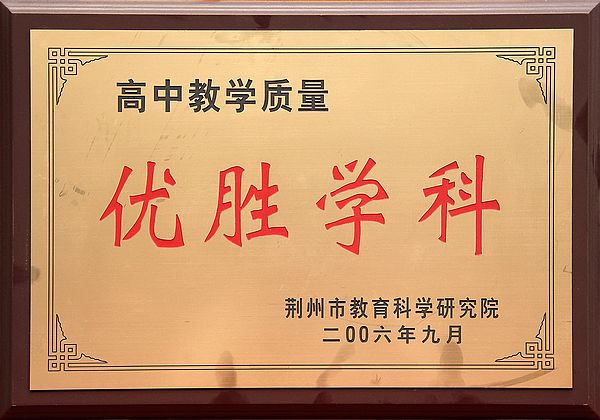 高中教学质量
优胜学科
荆州市教育科学研究院
二00六年九月